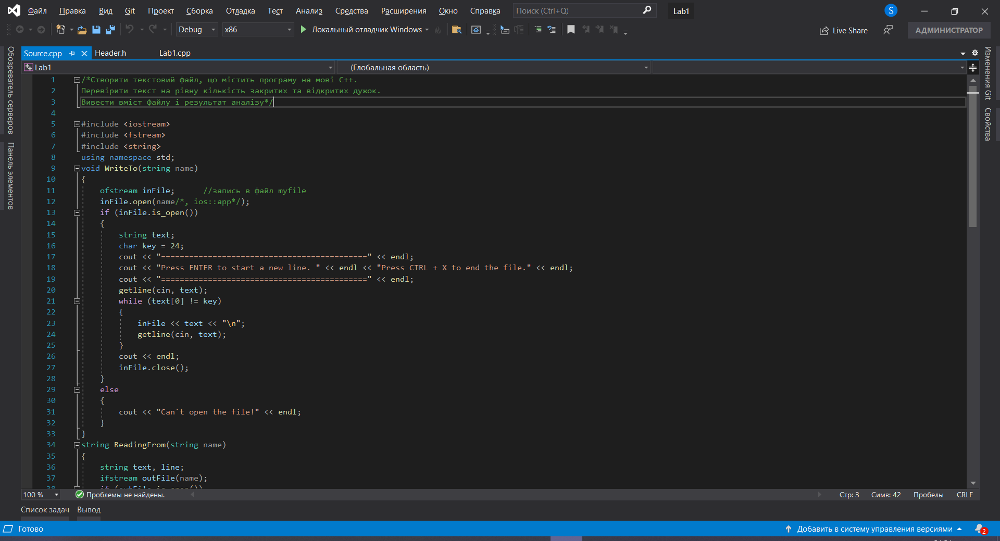 Файл Правка Вид Git Проект Сборка Отладка Тест Анализ Средства Расширения Окно Справка Поиск (Ctrl+Q) Lab1 S
Debug x86 Локальный отладчик Windows Live Share АДМИНИСТРАТОР
Обозреватель серверов
Панель элементов
Source.cpp Header.h Lab1.cpp
Lab1 (Глобальная область)
1 /*Створити текстовий файл, що містить програму на мові С++.
2 Перевірити текст на рівну кількість закритих та відкритих дужок.
3 Вивести вміст файлу і результат аналізу*/
4
5 #include <iostream>
6 #include <fstream>
7 #include <string>
8 using namespace std;
9 void WriteTo(string name)
10 {
11 ofstream inFile; //запись в файл myfile
12 inFile.open(name/*, ios::app*/);
13 if (inFile.is_open())
14 {
15 string text;
16 char key = 24;
17 cout << "============================================" << endl;
18 cout << "Press ENTER to start a new line. " << endl << "Press CTRL + X to end the file." << endl;
19 cout << "============================================" << endl;
20 getline(cin, text);
21 while (text[0] != key)
22 {
23 inFile << text << "\n";
24 getline(cin, text);
25 }
26 cout << endl;
27 inFile.close();
28 }
29 else
30 {
31 cout << "Can`t open the file!" << endl;
32 }
33 }
34 string ReadingFrom(string name)
35 {
36 string text, line;
37 ifstream outFile(name);
38 if (outFile.is_open())
Изменения Git
Свойства
100 % Проблемы не найдены. Стр: 3 Симв: 42 Пробелы CRLF
Список задач Вывод
Готово Добавить в систему управления версиями 2